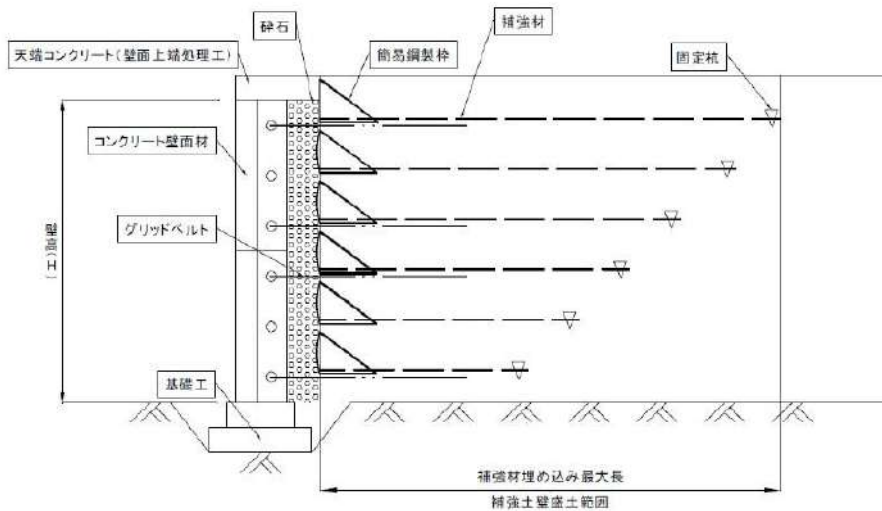 砕石
補強材
天端コンクリート(壁面上端処理工)
簡易鋼製枠
固定杭
コンクリート壁面材
グリッドベルト
壁高(H)
基礎工
補強材埋め込み最大長
補強土壁盛土範囲